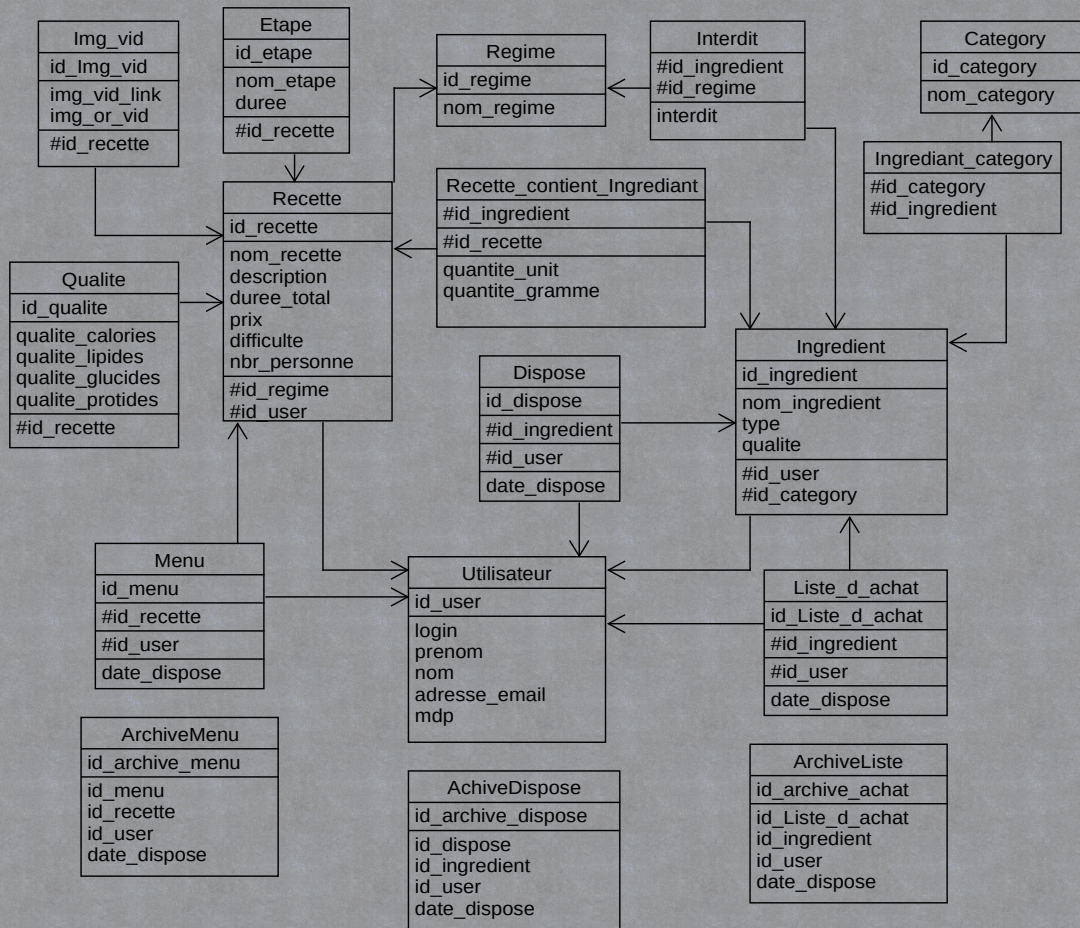 Img_vid
id_Img_vid
img_vid_link
img_or_vid
#id_recette
Etape
id_etape
nom_etape
duree
#id_recette
Regime
id_regime
nom_regime
Interdit
#id_ingredient
#id_regime
interdit
Category
id_category
nom_category
Ingrediant_category
#id_category
#id_ingredient
Recette
id_recette
nom_recette
description
duree_total
prix
difficulte
nbr_personne
#id_regime
#id_user
Recette_contient_Ingrediant
#id_ingredient
#id_recette
quantite_unit
quantite_gramme
Qualite
id_qualite
qualite_calories
qualite_lipides
qualite_glucides
qualite_protides
#id_recette
Dispose
id_dispose
#id_ingredient
#id_user
date_dispose
Ingredient
id_ingredient
nom_ingredient
type
qualite
#id_user
#id_category
Menu
id_menu
#id_recette
#id_user
date_dispose
Utilisateur
id_user
login
prenom
nom
adresse_email
mdp
Liste_d_achat
id_Liste_d_achat
#id_ingredient
#id_user
date_dispose
ArchiveMenu
id_archive_menu
id_menu
id_recette
id_user
date_dispose
AchiveDispose
id_archive_dispose
id_dispose
id_ingredient
id_user
date_dispose
ArchiveListe
id_archive_achat
id_Liste_d_achat
id_ingredient
id_user
date_dispose